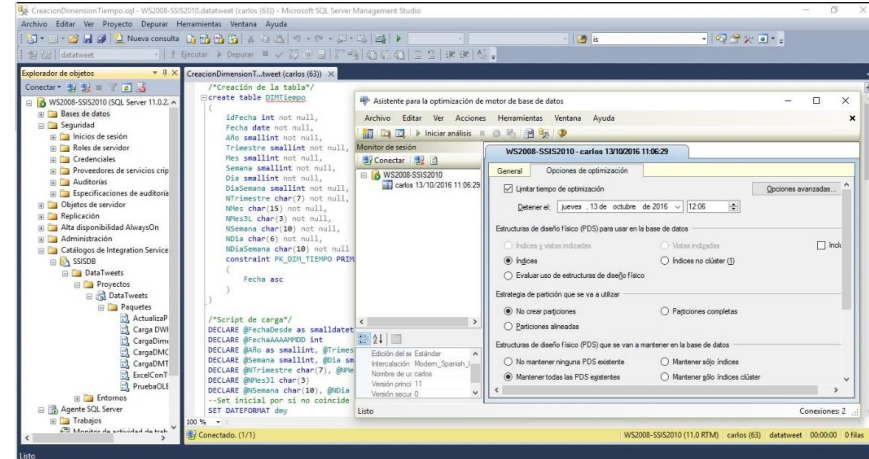 CreacionDimensionTiempo.sql - WS2008-SSIS2010.datatweet (carlos (63)) - Microsoft SQL Server Management Studio
Archivo Editar Ver Proyecto Depurar Herramientas Ventana Ayuda
Nueva consulta
is
datatweet
Ejecutar Depurar
Explorador de objetos
Conectar
WS2008-SSIS2010 (SQL Server 11.0.2
Bases de datos
Seguridad
Inicios de sesión
Roles de servidor
Credenciales
Proveedores de servicios crip
Auditorías
Especificaciones de auditoría
Objetos de servidor
Replicación
Alta disponibilidad AlwaysOn
Administración
Catálogos de Integration Service
SSISDB
DataTweets
Proyectos
DataTweets
Paquetes
ActualizaP
Carga DWH
CargaDime
CargaDMC
CargaDMT
ExcelConT
PruebaOLE
Entornos
Agente SQL Server
Trabajos
Monitor de actividad de trab
CreacionDimensionT...tweet (carlos (63))
/*Creación de la tabla*/
create table DIMTiempo
(
idFecha int not null,
Fecha date not null,
Año smallint not null,
Trimestre smallint not null,
Mes smallint not null,
Semana smallint not null,
Dia smallint not null,
DiaSemana smallint not null,
NTrimestre char(7) not null,
NMes char(15) not null,
NMes3L char(3) not null,
NSemana char(10) not null,
NDia char(6) not null,
NDiaSemana char(10) not null
constraint PK_DIM_TIEMPO PRIM
(
Fecha asc
)
)
/*Script de carga*/
DECLARE @FechaDesde as smalldatet
DECLARE @FechaAAAAMMDD int
DECLARE @Año as smallint, @Trimes
DECLARE @Semana smallint, @Dia sm
DECLARE @NTrimestre char(7), @NMe
DECLARE @NMes3l char(3)
DECLARE @NSemana char(10), @NDia
--Set inicial por si no coincide
SET DATEFORMAT dmy
100 %
Conectado. (1/1)
WS2008-SSIS2010 (11.0 RTM) carlos (63) datatweet 00:00:00 0 filas
Listo
Asistente para la optimización de motor de base de datos
Archivo Editar Ver Acciones Herramientas Ventana Ayuda
Iniciar análisis
Monitor de sesión
Conectar
WS2008-SSIS2010
carlos 13/10/2016 11:06:29
Edición del se Estándar
Intercalación Modern_Spanish_
Nombre de us carlos
Versión princi 11
Versión secur 0
WS2008-SSIS2010 - carlos 13/10/2016 11:06:29
General Opciones de optimización
Limitar tiempo de optimización
Opciones avanzadas...
Detener el: jueves , 13 de octubre de 2016 12:06
Estructuras de diseño físico (PDS) para usar en la base de datos
Índices y vistas indizadas Vistas indizadas Inclu
Índices Índices no clúster (I)
Evaluar uso de estructuras de diseño físico
Estrategia de partición que se va a utilizar
No crear particiones Particiones completas
Particiones alineadas
Estructuras de diseño físico (PDS) que se van a mantener en la base de datos
No mantener ninguna PDS existente Mantener sólo índices
Mantener todas las PDS existentes Mantener sólo índices clúster
Listo
Conexiones: 2